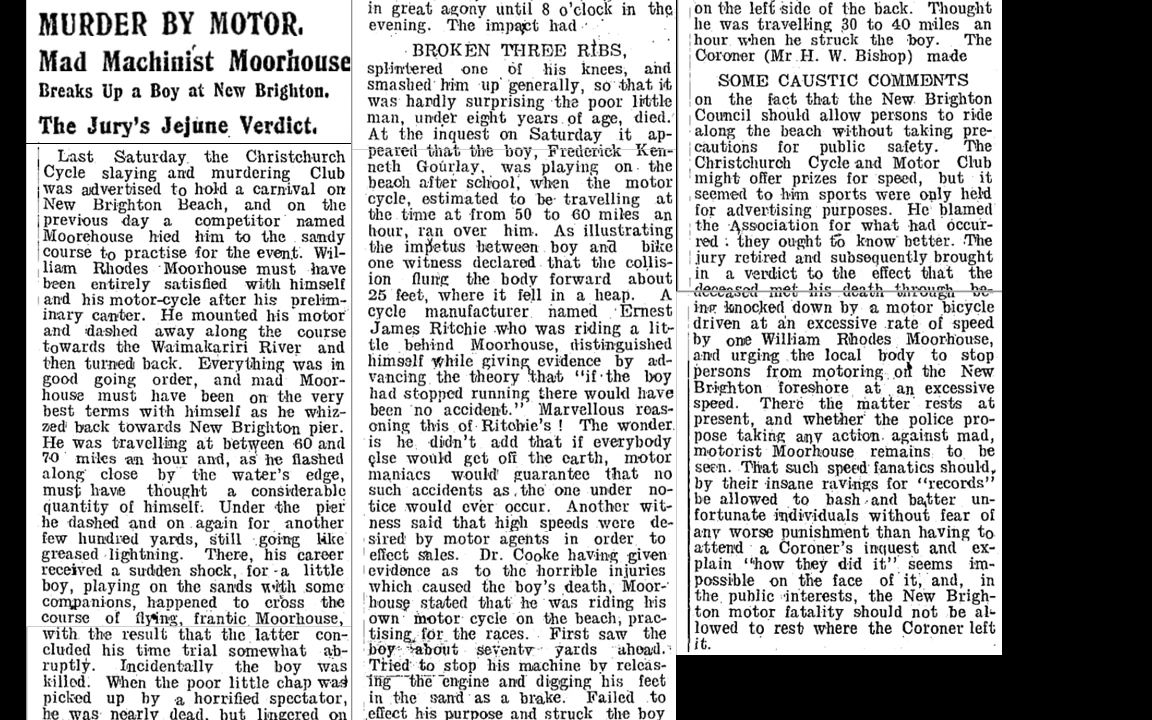 MURDER BY MOTOR.
Mad Machinist Moorhouse
Breaks Up a Boy at New Brighton.
The Jury's Jejune Verdict.
Last Saturday the Christchurch
Cycle slaying and murdering Club
was advertised to hold a carnival on
New Brighton Beach, and on the
previous day a competitor named
Moorehouse hied him to the sandy
course to practise for the event. Wil-
liam Rhodes Moorhouse must have
been entirely satisfied with himself
and his motor-cycle after his prelim-
inary canter. He mounted his motor
and dashed away along the course
towards the Waimakariri River and
then turned back. Everything was in
good going order, and mad Moor-
house must have been on the very
best terms with himself as he whiz-
zed back towards New Brighton pier.
He was travelling at between 60 and
70 miles an hour and, as he flashed
along close by the water's edge,
must have thought a considerable
quantity of himself. Under the pier
he dashed and on again for another
few hundred yards, still going like
greased lightning. There, his career
received a sudden shock, for a little
boy, playing on the sands with some
companions, happened to cross the
course of flying, frantic Moorhouse,
with the result that the latter con-
cluded his time trial somewhat ab-
ruptly. Incidentally the boy was
killed. When the poor little chap was
picked up by a horrified spectator,
he was nearly dead, but lingered on
in great agony until 8 o'clock in the
evening. The impact had
BROKEN THREE RIBS,
splintered one of his knees, and
smashed him up generally, so that it
was hardly surprising the poor little
man, under eight years of age, died.
At the inquest on Saturday it ap-
peared that the boy, Frederick Ken-
neth Gourlay, was playing on the
beach after school, when the motor
cycle, estimated to be travelling at
the time at from 50 to 60 miles an
hour, ran over him. As illustrating
the impetus between boy and bike
one witness declared that the collis-
ion flung the body forward about
25 feet, where it fell in a heap. A
cycle manufacturer named Ernest
James Ritchie who was riding a lit-
tle behind Moorhouse, distinguished
himself while giving evidence by ad-
vancing the theory that "if the boy
had stopped running there would have
been no accident." Marvellous reas-
oning this of Ritchie's! The wonder
is he didn't add that if everybody
else would get off the earth, motor
maniacs would guarantee that no
such accidents as the one under no-
tice would ever occur. Another wit-
ness said that high speeds were de-
sired by motor agents in order to
effect sales. Dr. Cooke having given
evidence as to the horrible injuries
which caused the boy's death, Moor-
house stated that he was riding his
own motor cycle on the beach, prac-
tising for the races. First saw the
boy about seventy yards ahead.
Tried to stop his machine by releas-
ing the engine and digging his feet
in the sand as a brake. Failed to
effect his purpose and struck the boy
on the left side of the back. Thought
he was travelling 30 to 40 miles an
hour when he struck the boy. The
Coroner (Mr H. W. Bishop) made
SOME CAUSTIC COMMENTS
on the fact that the New Brighton
Council should allow persons to ride
along the beach without taking pre-
cautions for public safety. The
Christchurch Cycle and Motor Club
might offer prizes for speed, but it
seemed to him sports were only held
for advertising purposes. He blamed
the Association for what had occur-
red : they ought to know better. The
jury retired and subsequently brought
in a verdict to the effect that the
deceased met his death through be-
ing knocked down by a motor bicycle
driven at an excessive rate of speed
by one William Rhodes Moorhouse,
and urging the local body to stop
persons from motoring on the New
Brighton foreshore at an excessive
speed. There the matter rests at
present, and whether the police pro-
pose taking any action against mad,
motorist Moorhouse remains to be
seen. That such speed fanatics should,
by their insane ravings for "records"
be allowed to bash and batter un-
fortunate individuals without fear of
any worse punishment than having to
attend a Coroner's inquest and ex-
plain "how they did it" seems im-
possible on the face of it, and, in
the public interests, the New Brigh-
ton motor fatality should not be al-
lowed to rest where the Coroner left
it.